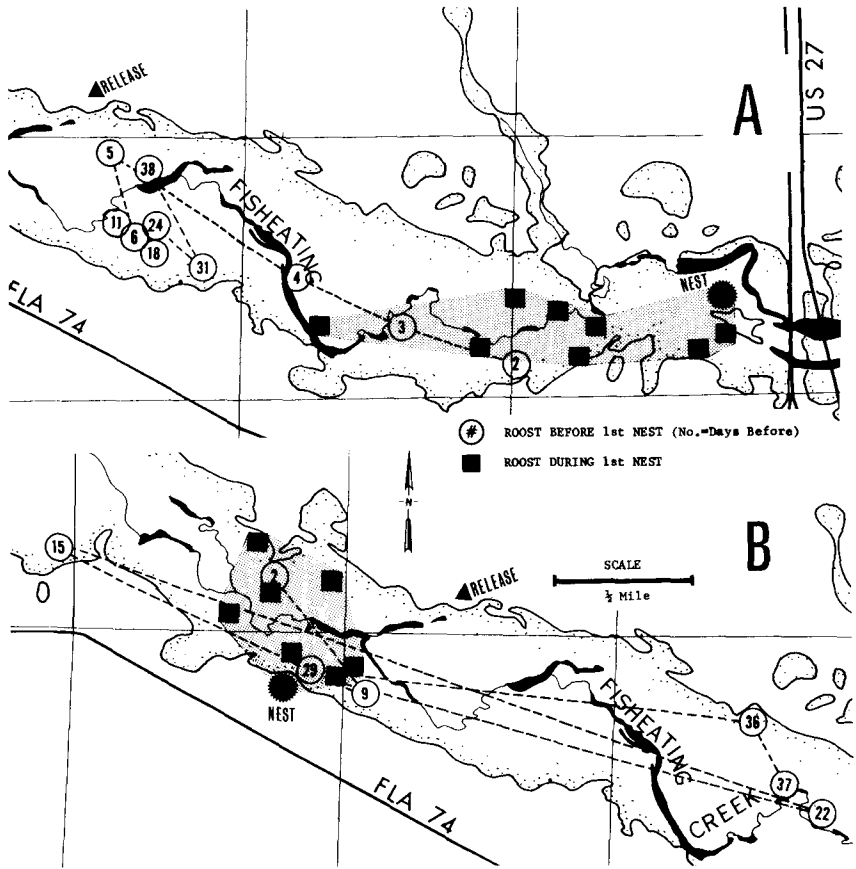 RELEASE
A
US 27
5
38
FISHEATING
11
6
24
18
31
4
NEST
FLA 74
3
2
# ROOST BEFORE 1st NEST (No.=Days Before)
ROOST DURING 1st NEST
N
B
15
2
RELEASE
SCALE
½ Mile
29
9
NEST
FISHEATING
CREEK
36
37
22
FLA 74